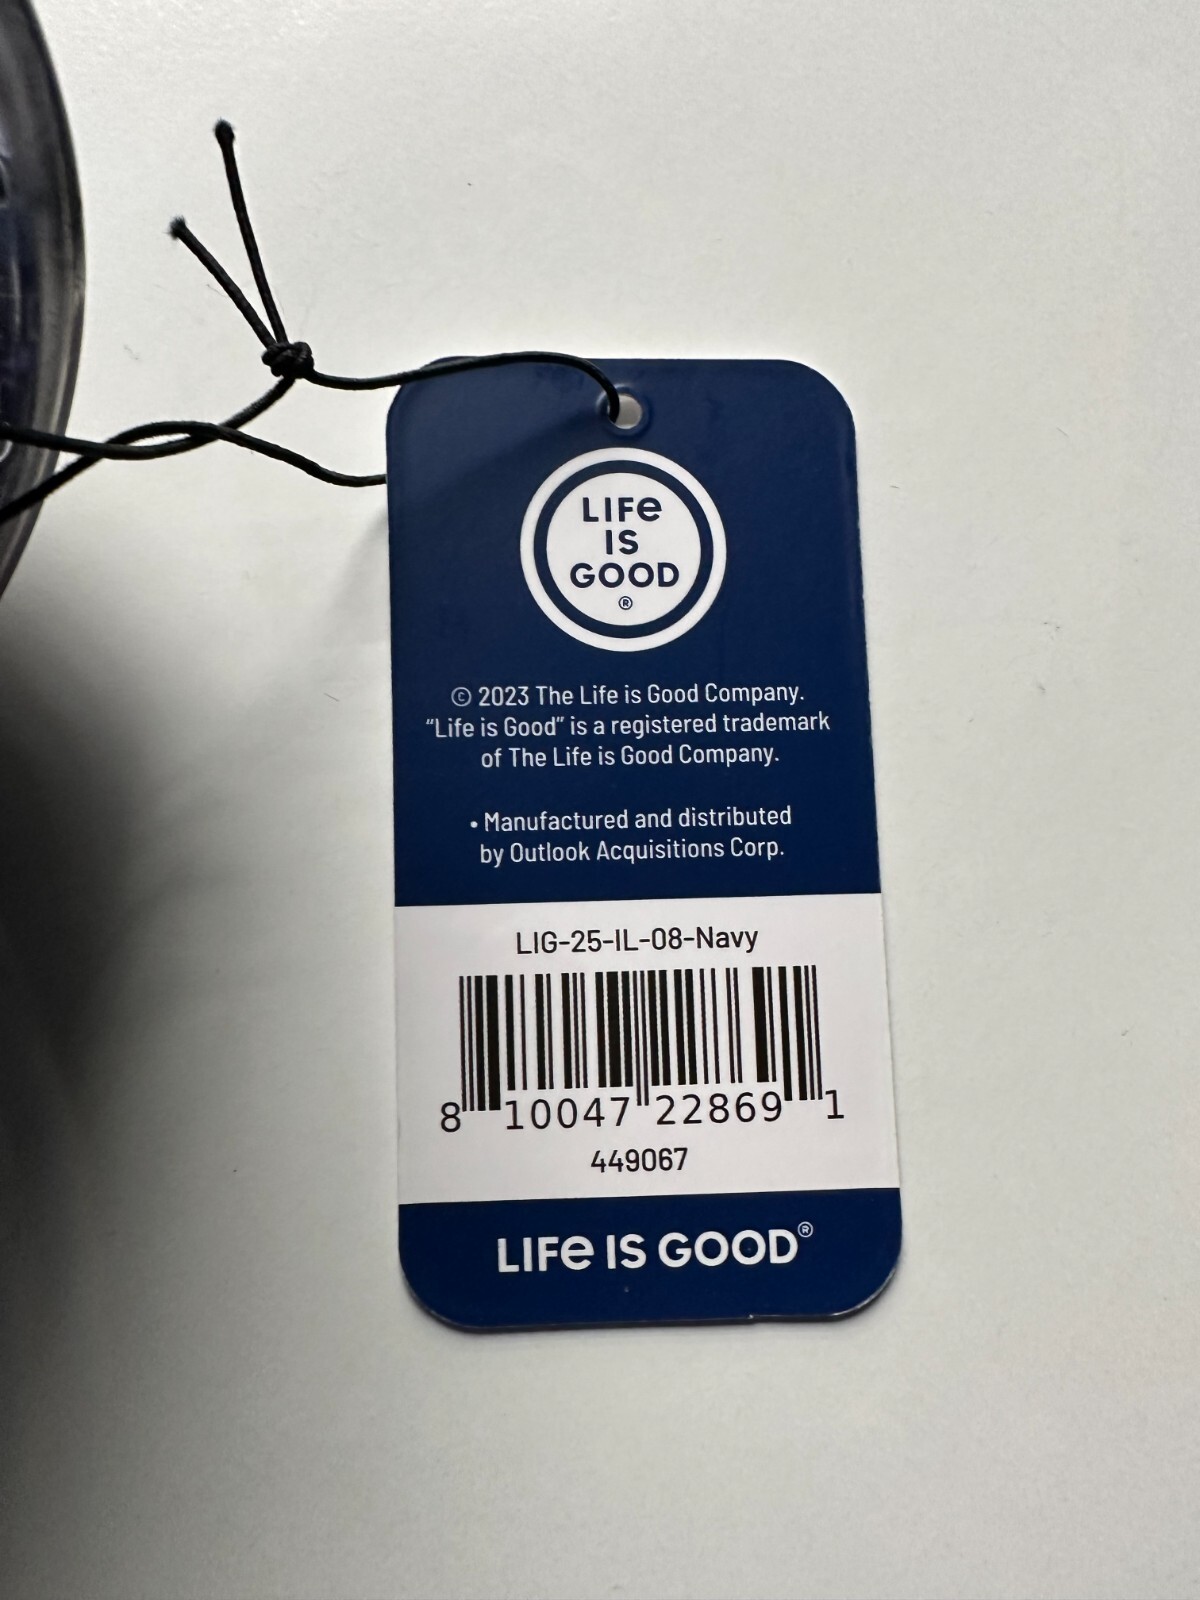 LIFe
IS
GOOD
®
© 2023 The Life is Good Company.
“Life is Good” is a registered trademark
of The Life is Good Company.
• Manufactured and distributed
by Outlook Acquisitions Corp.
LIG-25-IL-08-Navy
8 10047 22869 1
449067
LIFe IS GOOD®